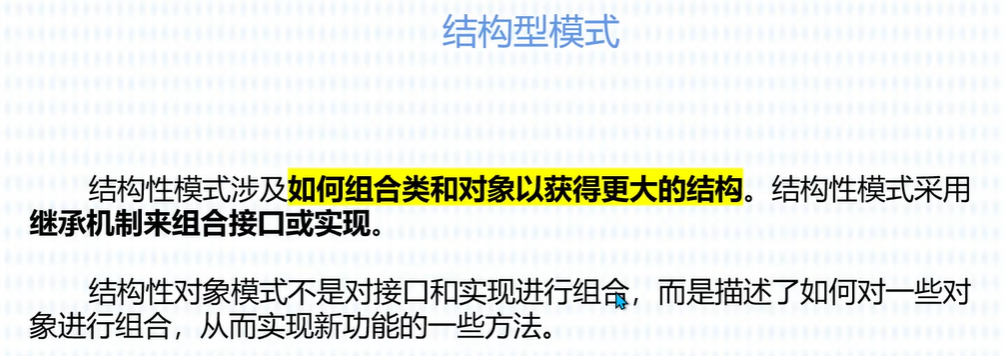 结构型模式
结构性模式涉及如何组合类和对象以获得更大的结构。结构性模式采用
继承机制来组合接口或实现。
结构性对象模式不是对接口和实现进行组合，而是描述了如何对一些对
象进行组合，从而实现新功能的一些方法。